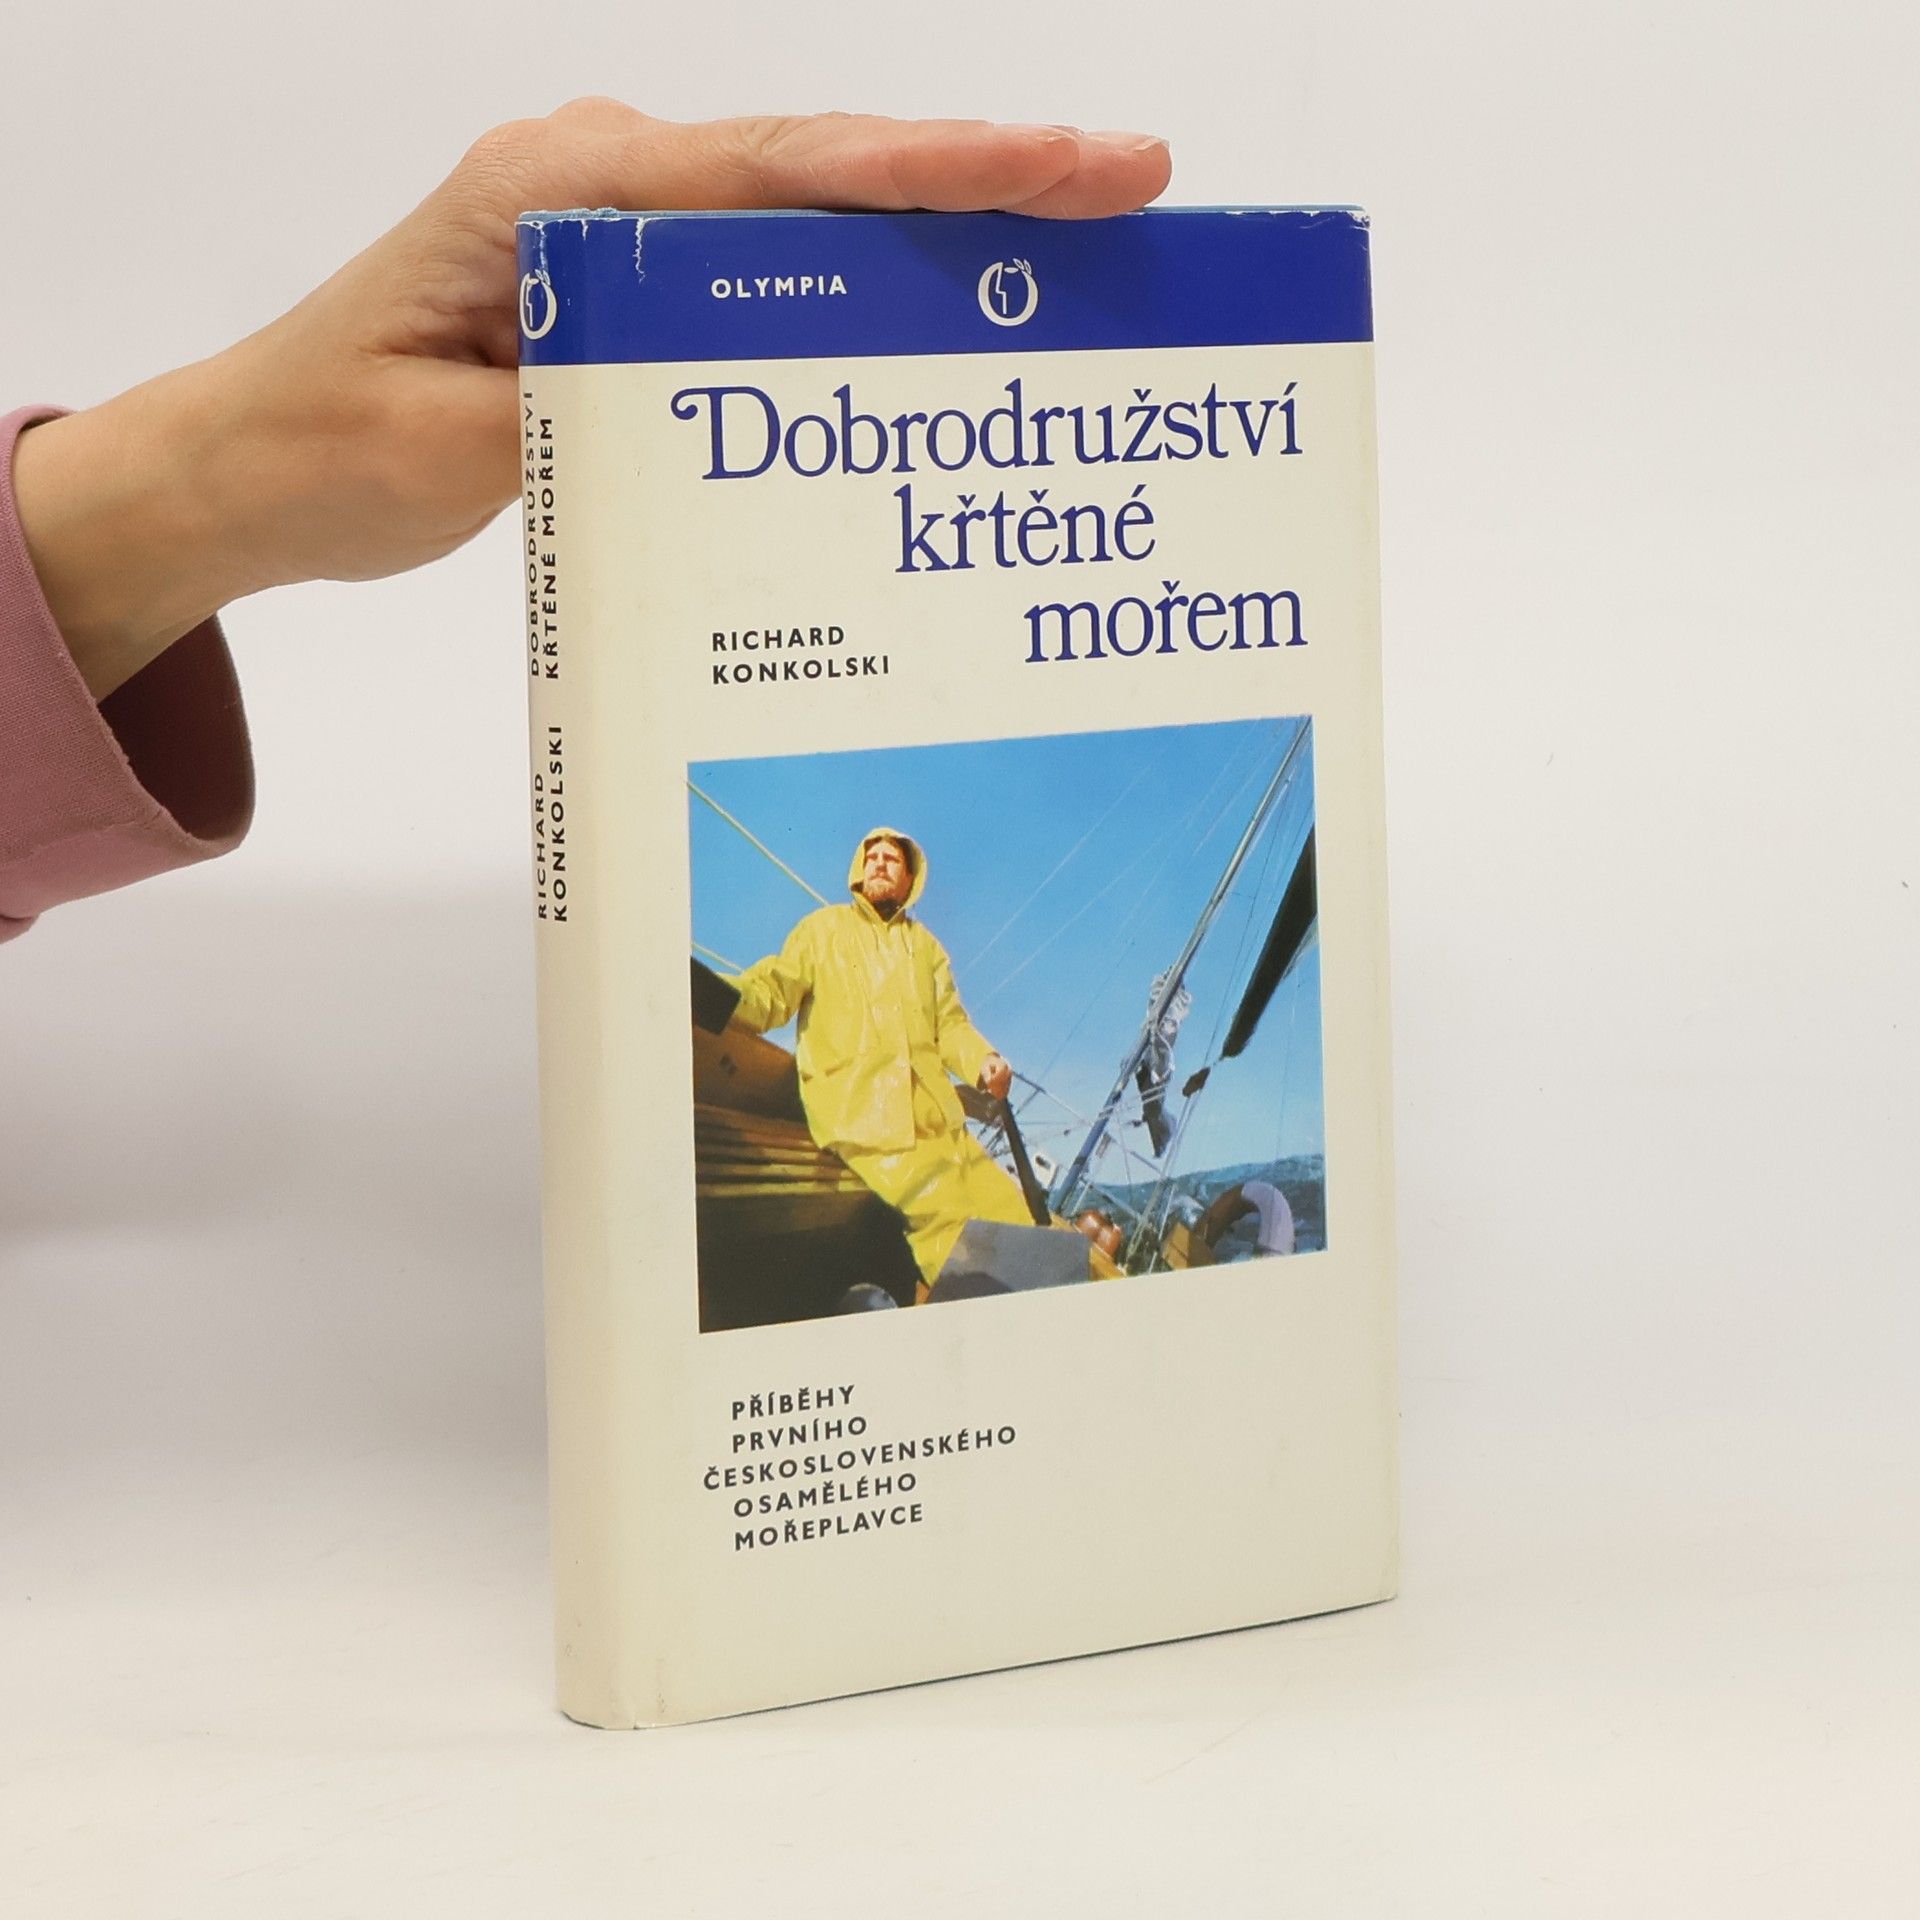 OLYMPIA
Dobrodružství
křtěné
mořem
RICHARD
KONKOLSKI
PŘÍBĚHY
PRVNÍHO
ČESKOSLOVENSKÉHO
OSAMĚLÉHO
MOŘEPLAVCE
DOBRODRUŽSTVÍ
KŘTĚNÉ MOŘEM
RICHARD
KONKOLSKI